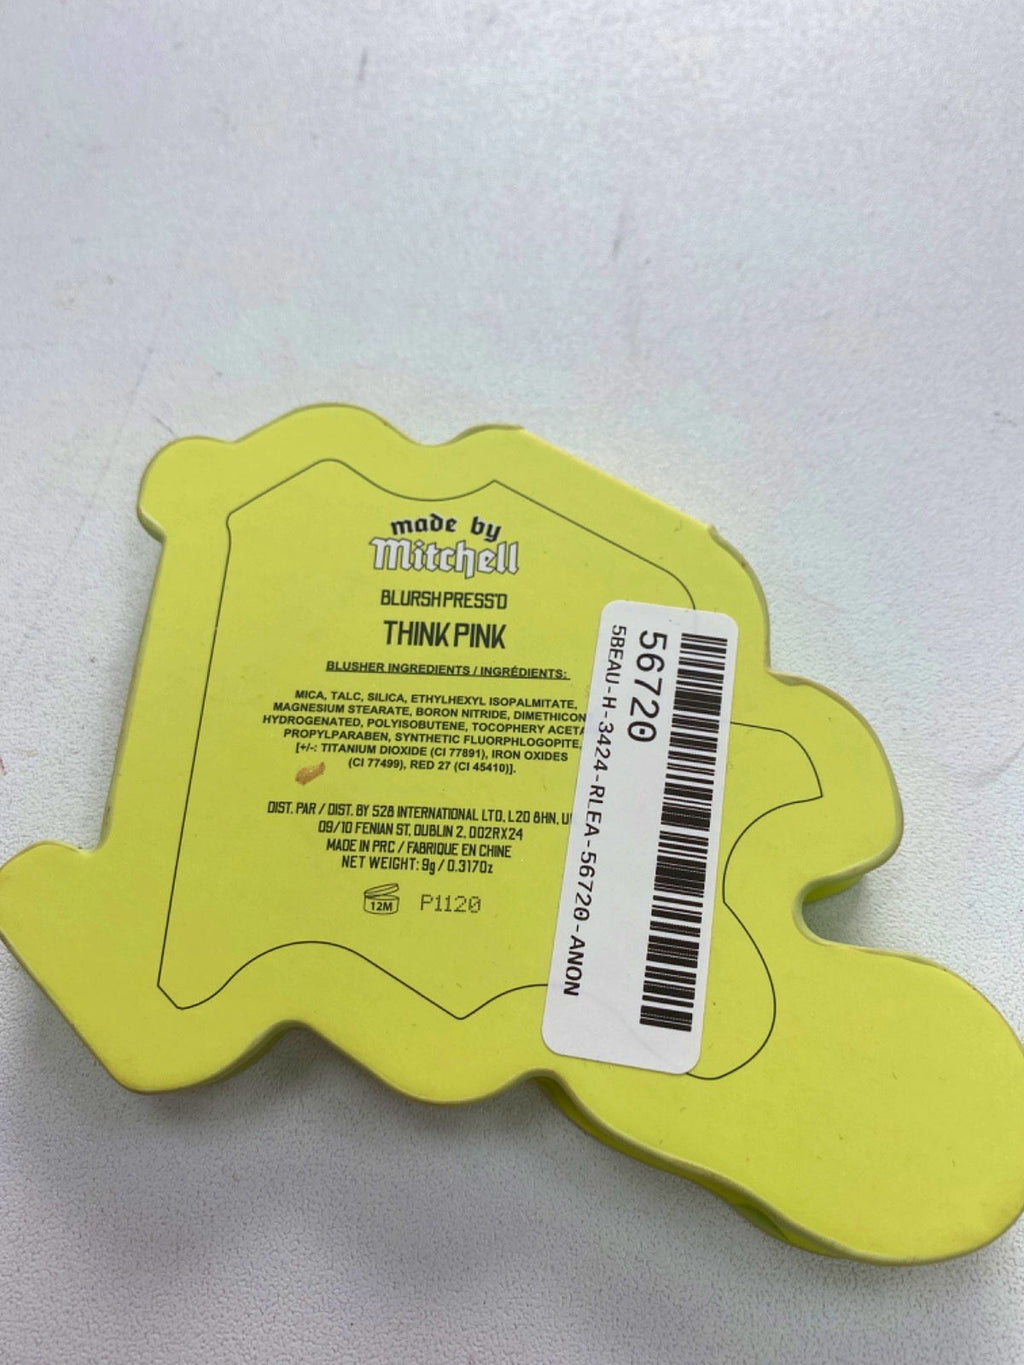 made by
Mitchell
BLURSH PRESS'D
THINK PINK
BLUSHER INGREDIENTS / INGRÉDIENTS:
MICA, TALC, SILICA, ETHYLHEXYL ISOPALMITATE,
MAGNESIUM STEARATE, BORON NITRIDE, DIMETHICON
HYDROGENATED, POLYISOBUTENE, TOCOPHERY ACETA
PROPYLPARABEN, SYNTHETIC FLUORPHLOGOPITE,
[+/-: TITANIUM DIOXIDE (CI 77891), IRON OXIDES
(CI 77499), RED 27 (CI 45410)].
DIST. PAR / DIST. BY 528 INTERNATIONAL LTD, L20 8HN, U
09/10 FENIAN ST, DUBLIN 2, D02RX24
MADE IN PRC / FABRIQUE EN CHINE
NET WEIGHT: 9g / 0.317Oz
12M P1120
56720
5BEAU-H-3424-RLEA-56720-ANON